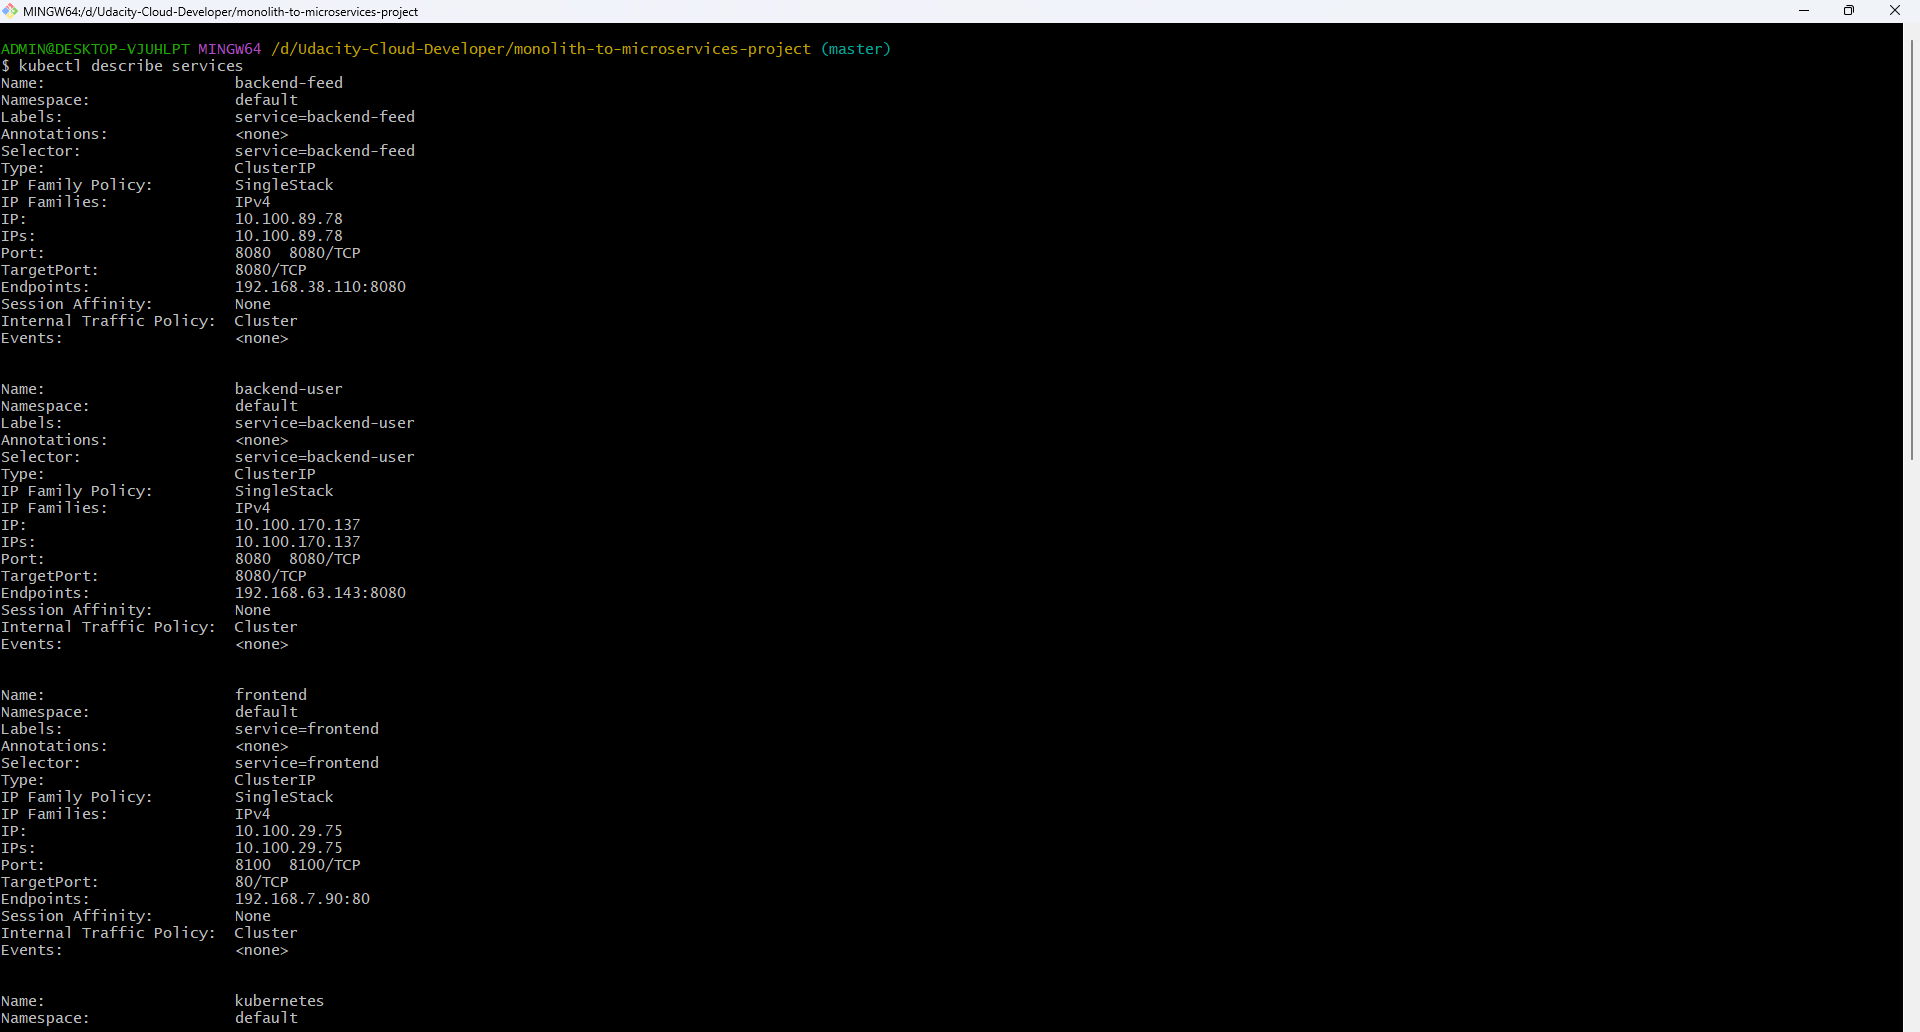 MINGW64:/d/Udacity-Cloud-Developer/monolith-to-microservices-project
ADMIN@DESKTOP-VJUHLPT MINGW64 /d/Udacity-Cloud-Developer/monolith-to-microservices-project (master)
$ kubectl describe services
Name:                     backend-feed
Namespace:                default
Labels:                   service=backend-feed
Annotations:              <none>
Selector:                 service=backend-feed
Type:                     ClusterIP
IP Family Policy:         SingleStack
IP Families:              IPv4
IP:                       10.100.89.78
IPs:                      10.100.89.78
Port:                     8080  8080/TCP
TargetPort:               8080/TCP
Endpoints:                192.168.38.110:8080
Session Affinity:         None
Internal Traffic Policy:  Cluster
Events:                   <none>
Name:                     backend-user
Namespace:                default
Labels:                   service=backend-user
Annotations:              <none>
Selector:                 service=backend-user
Type:                     ClusterIP
IP Family Policy:         SingleStack
IP Families:              IPv4
IP:                       10.100.170.137
IPs:                      10.100.170.137
Port:                     8080  8080/TCP
TargetPort:               8080/TCP
Endpoints:                192.168.63.143:8080
Session Affinity:         None
Internal Traffic Policy:  Cluster
Events:                   <none>
Name:                     frontend
Namespace:                default
Labels:                   service=frontend
Annotations:              <none>
Selector:                 service=frontend
Type:                     ClusterIP
IP Family Policy:         SingleStack
IP Families:              IPv4
IP:                       10.100.29.75
IPs:                      10.100.29.75
Port:                     8100  8100/TCP
TargetPort:               80/TCP
Endpoints:                192.168.7.90:80
Session Affinity:         None
Internal Traffic Policy:  Cluster
Events:                   <none>
Name:                     kubernetes
Namespace:                default